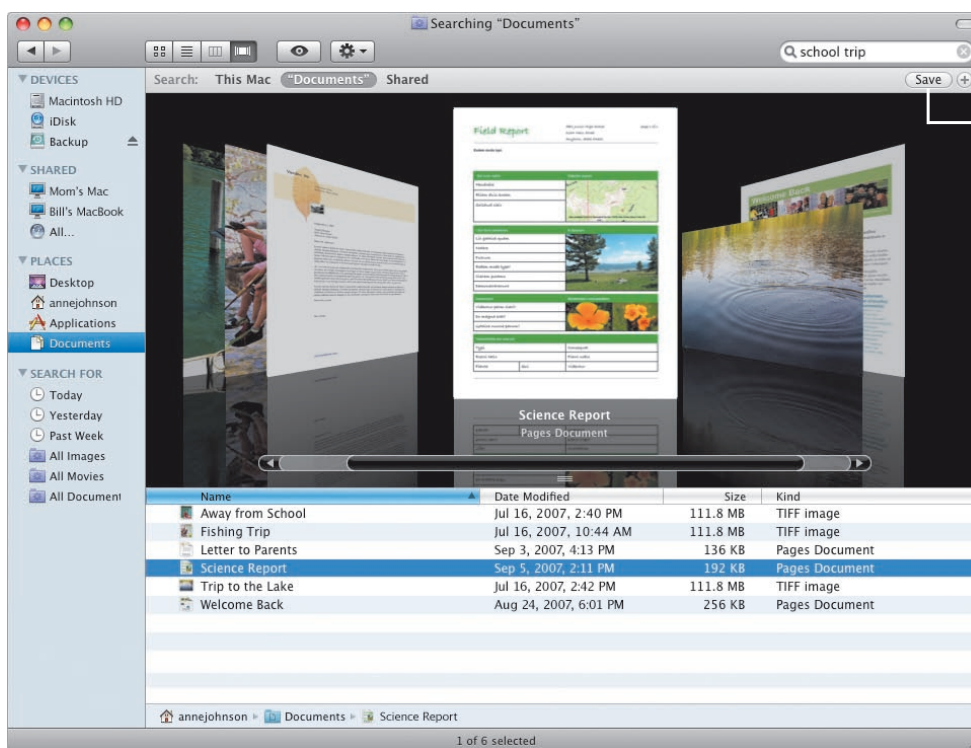 Searching “Documents”
school trip
Search: This Mac “Documents” Shared Save
DEVICES
Macintosh HD
iDisk
Backup
SHARED
Mom's Mac
Bill's MacBook
All...
PLACES
Desktop
annejohnson
Applications
Documents
SEARCH FOR
Today
Yesterday
Past Week
All Images
All Movies
All Document
Field Report
Welcome Back
Science Report
Pages Document
Name Date Modified Size Kind
Away from School Jul 16, 2007, 2:40 PM 111.8 MB TIFF image
Fishing Trip Jul 16, 2007, 10:44 AM 111.8 MB TIFF image
Letter to Parents Sep 3, 2007, 4:13 PM 136 KB Pages Document
Science Report Sep 5, 2007, 2:11 PM 192 KB Pages Document
Trip to the Lake Jul 16, 2007, 2:42 PM 111.8 MB TIFF image
Welcome Back Aug 24, 2007, 6:01 PM 256 KB Pages Document
annejohnson Documents Science Report
1 of 6 selected